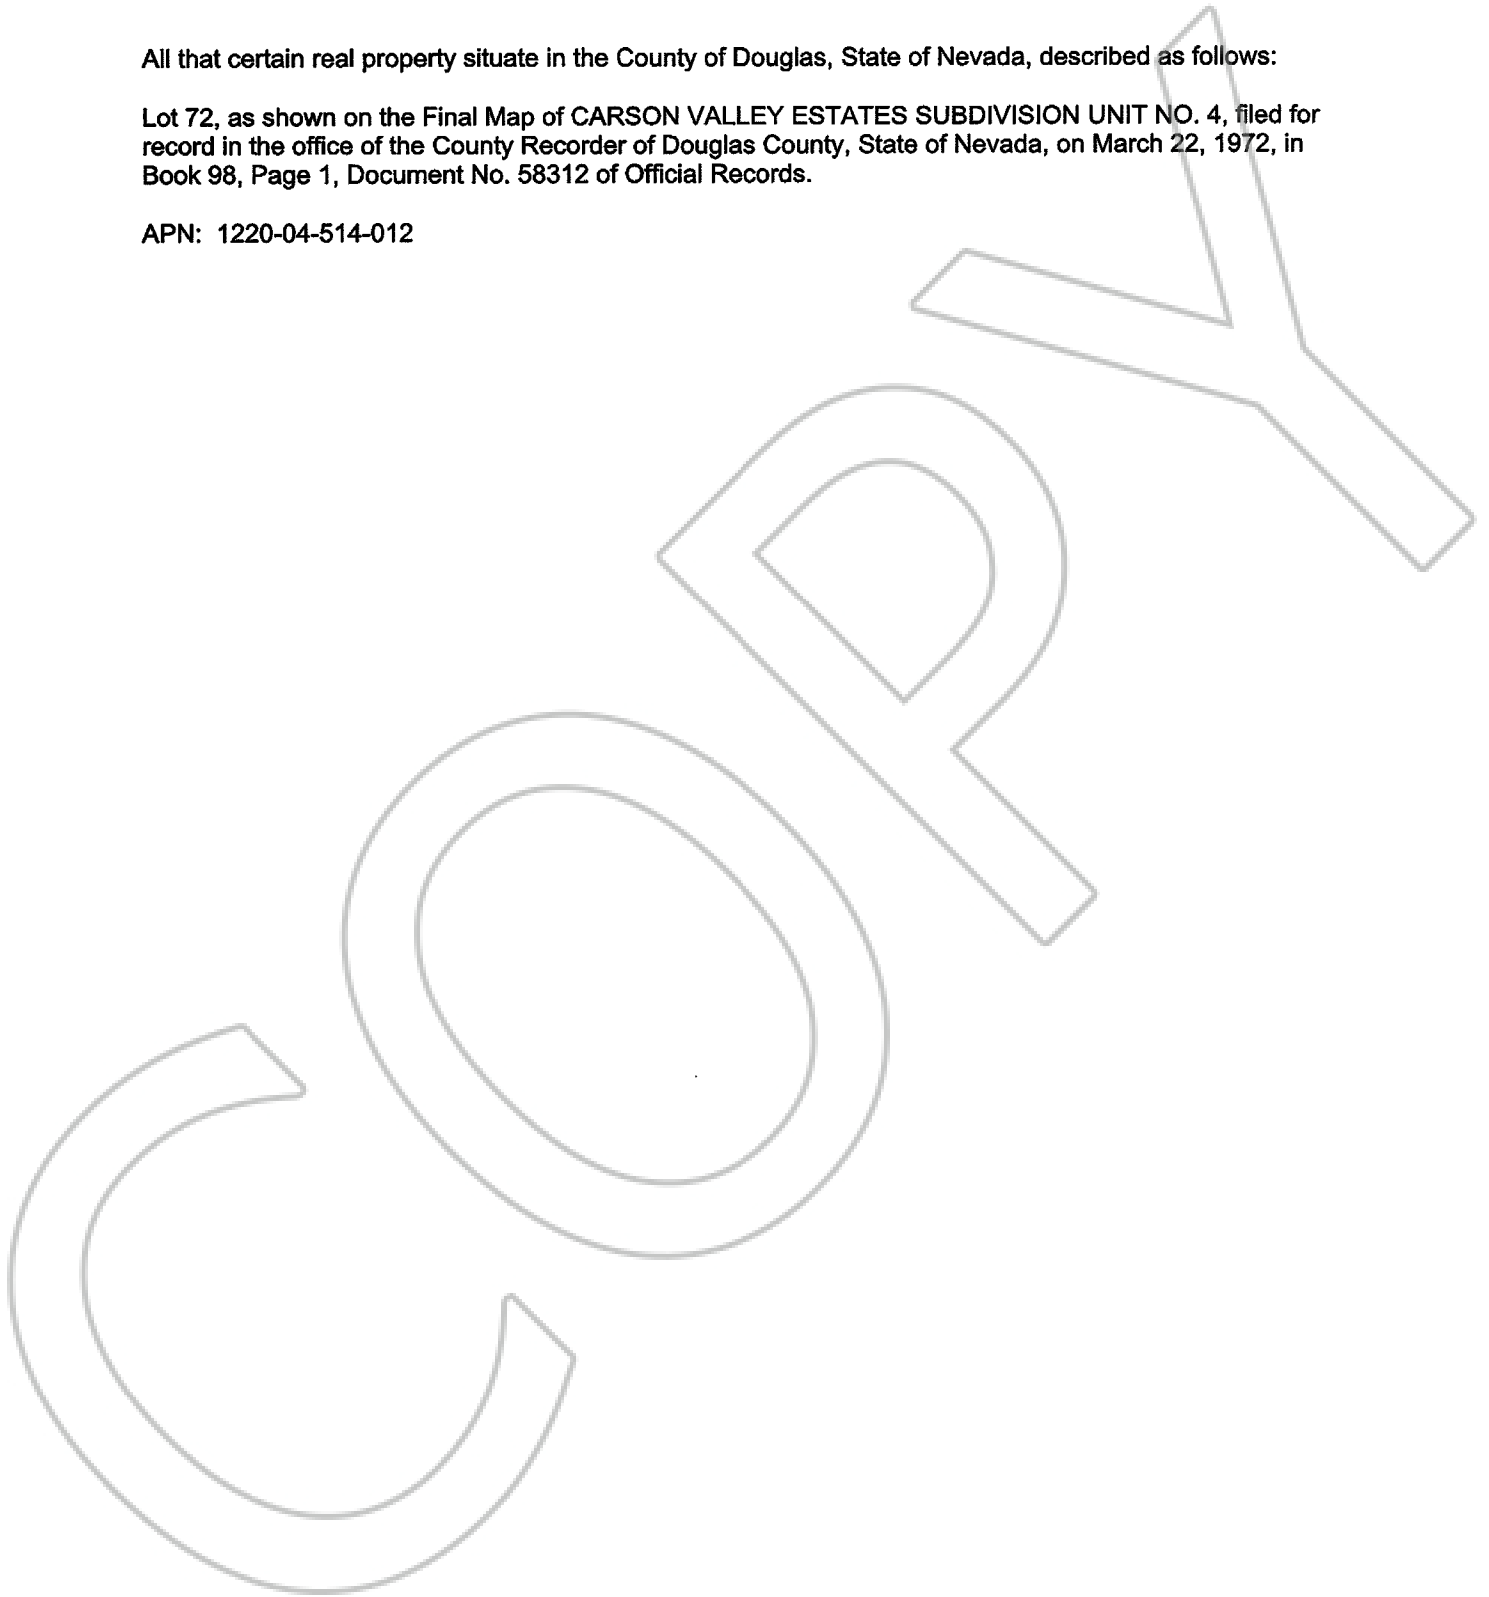 All that certain real property situate in the County of Douglas, State of Nevada, described as follows:
Lot 72, as shown on the Final Map of CARSON VALLEY ESTATES SUBDIVISION UNIT NO. 4, filed for
record in the office of the County Recorder of Douglas County, State of Nevada, on March 22, 1972, in
Book 98, Page 1, Document No. 58312 of Official Records.
APN: 1220-04-514-012
COPY